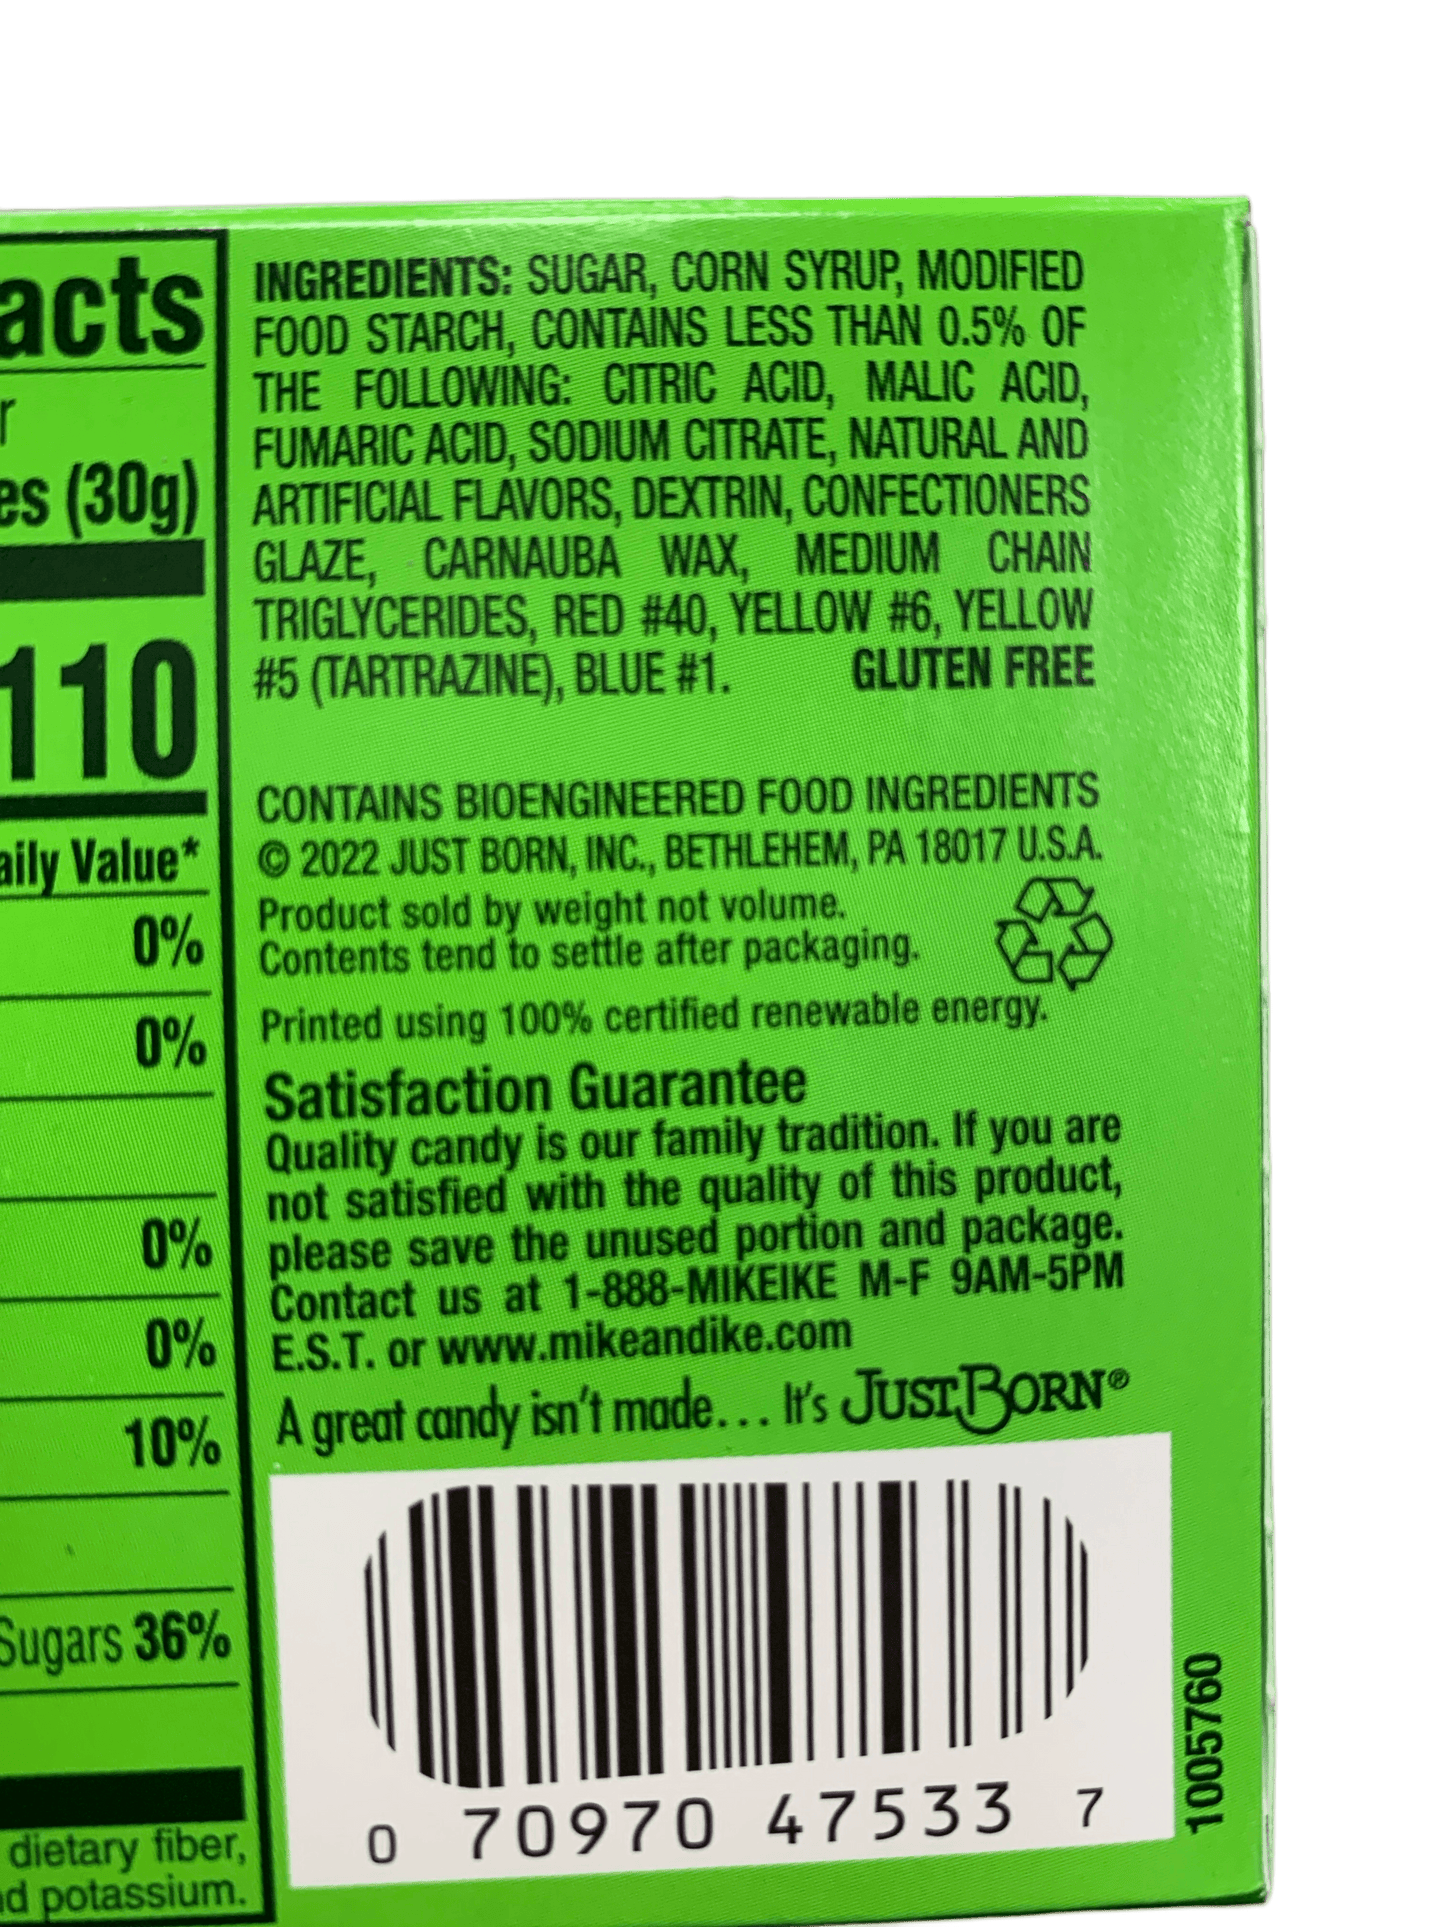 acts
r
es (30g)
110
aily Value*
0%
0%
0%
0%
10%
Sugars 36%
dietary fiber,
d potassium.
INGREDIENTS: SUGAR, CORN SYRUP, MODIFIED
FOOD STARCH, CONTAINS LESS THAN 0.5% OF
THE FOLLOWING: CITRIC ACID, MALIC ACID,
FUMARIC ACID, SODIUM CITRATE, NATURAL AND
ARTIFICIAL FLAVORS, DEXTRIN, CONFECTIONERS
GLAZE, CARNAUBA WAX, MEDIUM CHAIN
TRIGLYCERIDES, RED #40, YELLOW #6, YELLOW
#5 (TARTRAZINE), BLUE #1. GLUTEN FREE
CONTAINS BIOENGINEERED FOOD INGREDIENTS
© 2022 JUST BORN, INC., BETHLEHEM, PA 18017 U.S.A.
Product sold by weight not volume.
Contents tend to settle after packaging.
Printed using 100% certified renewable energy.
Satisfaction Guarantee
Quality candy is our family tradition. If you are
not satisfied with the quality of this product,
please save the unused portion and package.
Contact us at 1-888-MIKEIKE M-F 9AM-5PM
E.S.T. or www.mikeandike.com
A great candy isn't made... It's JUST BORN®
0 70970 47533 7
1005760